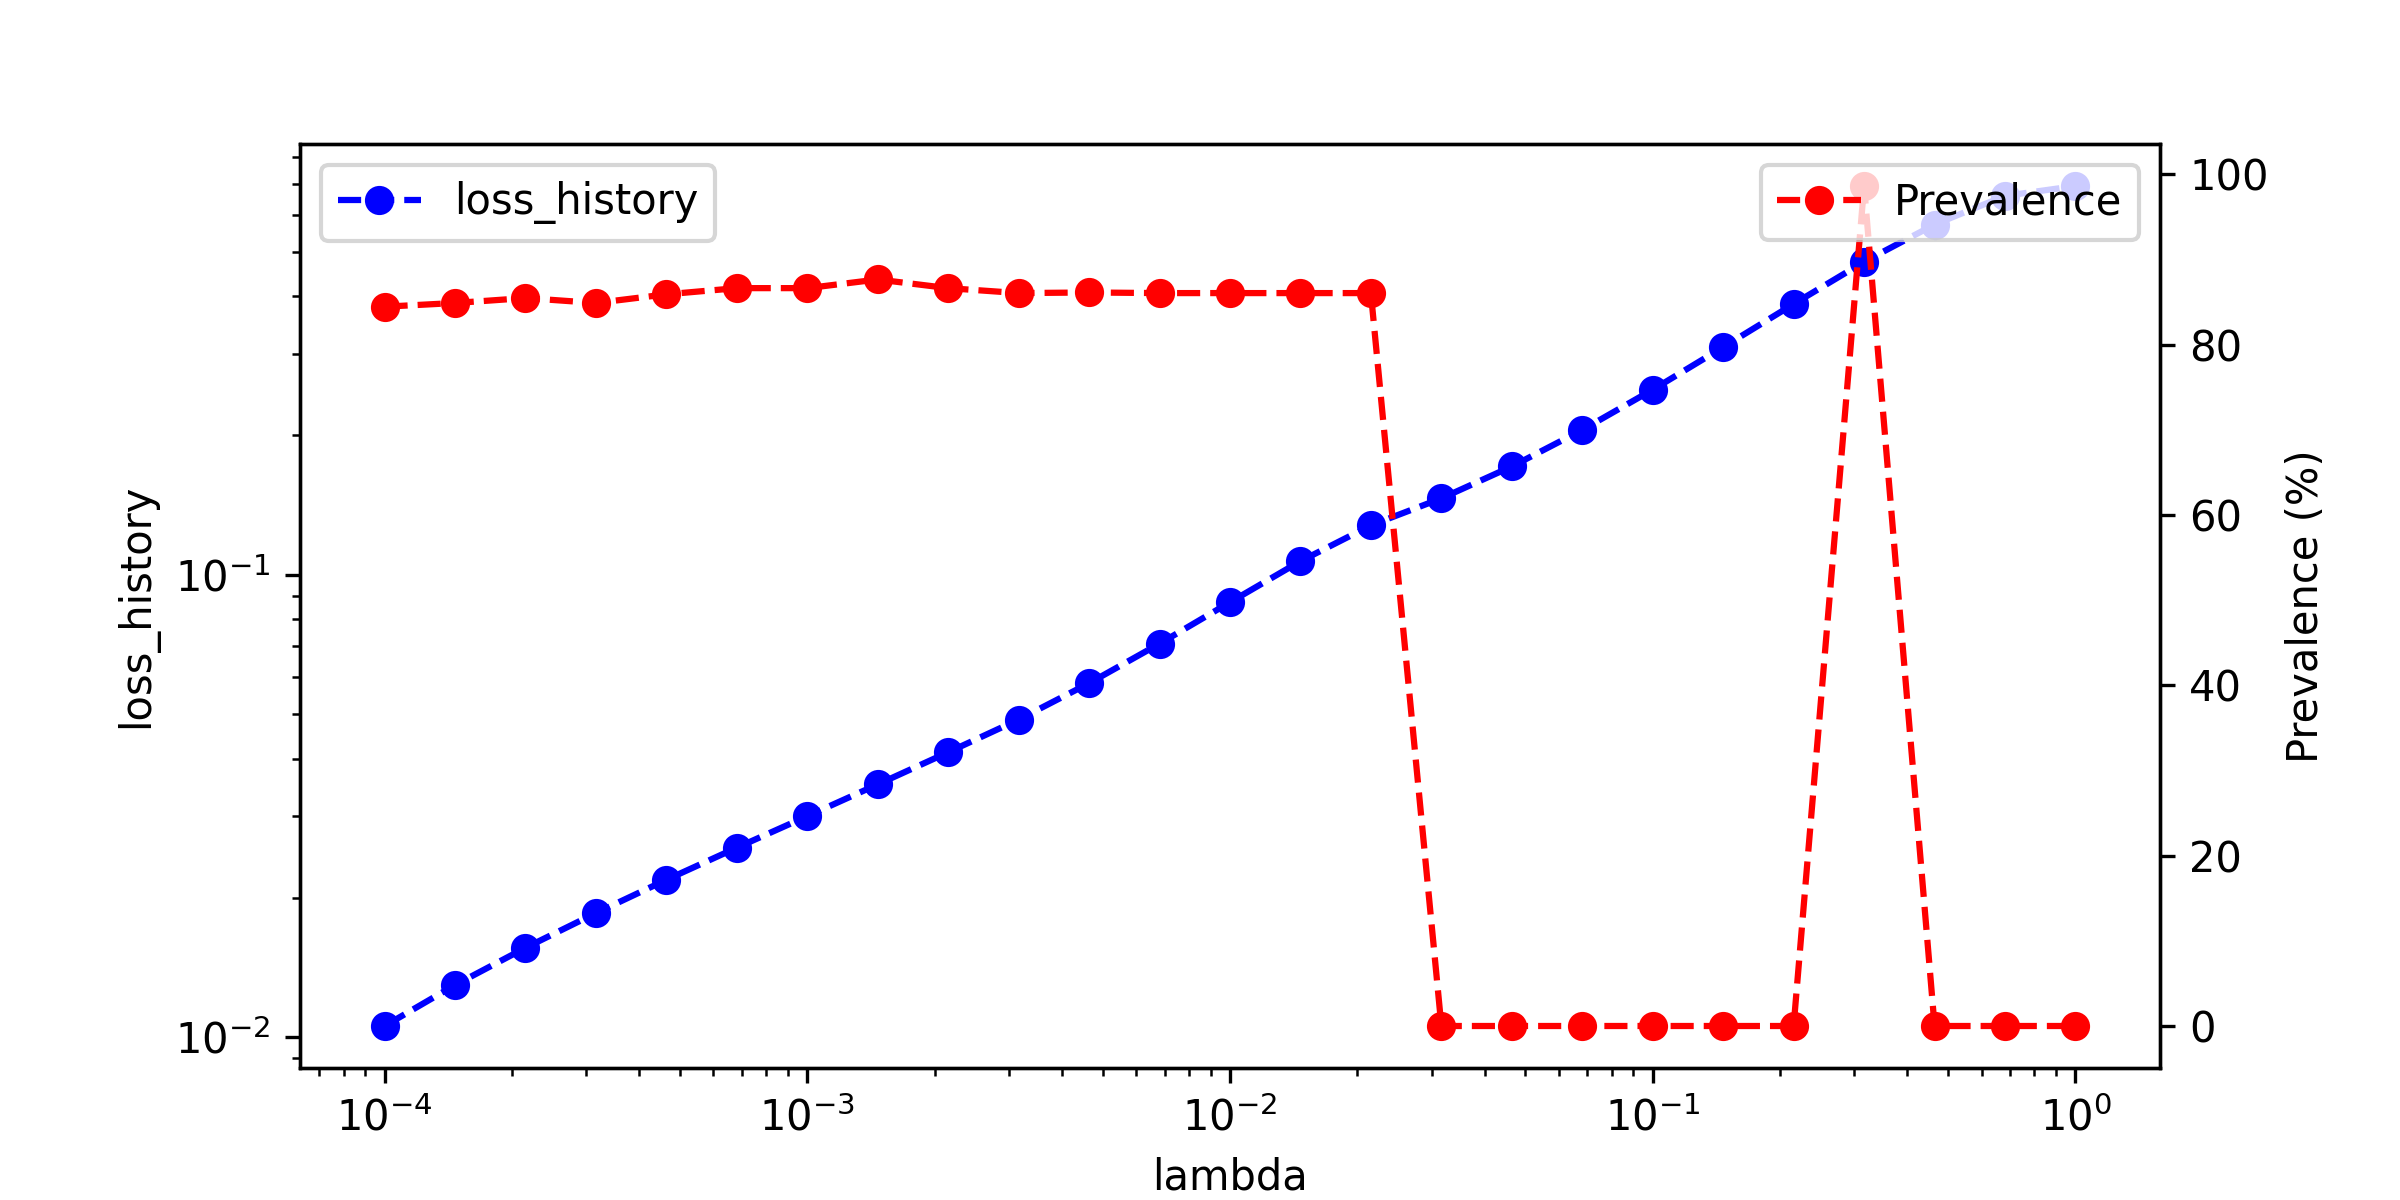 loss_history
Prevalence
100
80
60
40
20
0
Prevalence (%)
loss_history
10⁻¹
10⁻²
10⁻⁴ 10⁻³ 10⁻² 10⁻¹ 10⁰
lambda